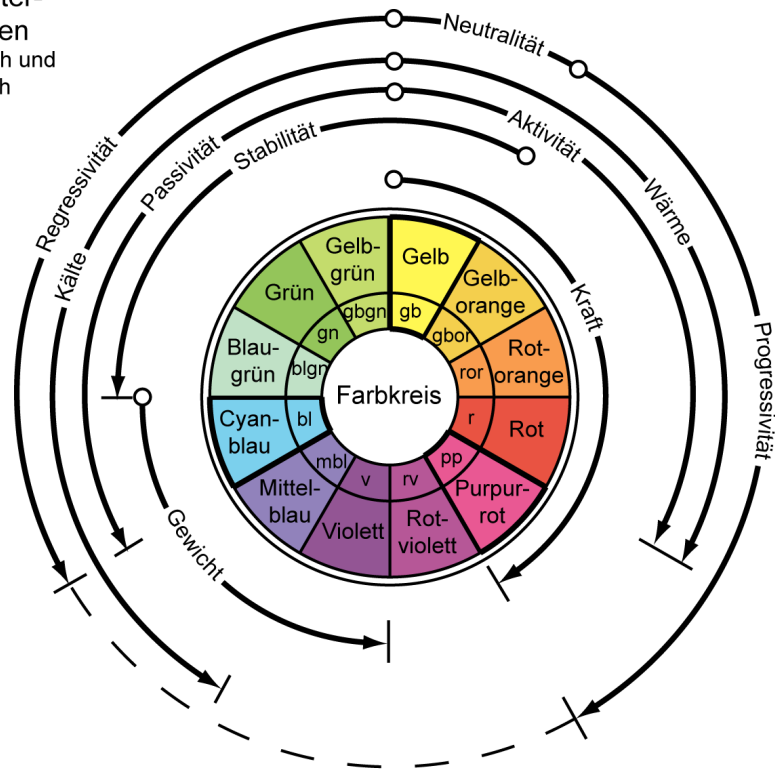 en
h und
h
Neutralität
Regressivität
Passivität
Stabilität
Aktivität
Kälte
Wärme
Kraft
Progressivität
Gewicht
Farbkreis
Gelb
gb
Gelb-
orange
gbor
Rot-
orange
ror
Rot
r
Purpur-
rot
pp
Rot-
violett
rv
Violett
v
Mittel-
blau
mbl
Cyan-
blau
bl
Blau-
grün
blgn
Grün
gn
Gelb-
grün
gbgn